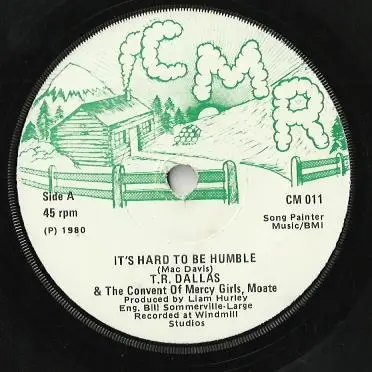 CMR
Side A
45 rpm
(P) 1980
CM 011
Song Painter
Music/BMI
IT'S HARD TO BE HUMBLE
(Mac Davis)
T.R. DALLAS
& The Convent Of Mercy Girls, Moate
Produced by Liam Hurley
Eng. Bill Sommerville-Large
Recorded at Windmill
Studios